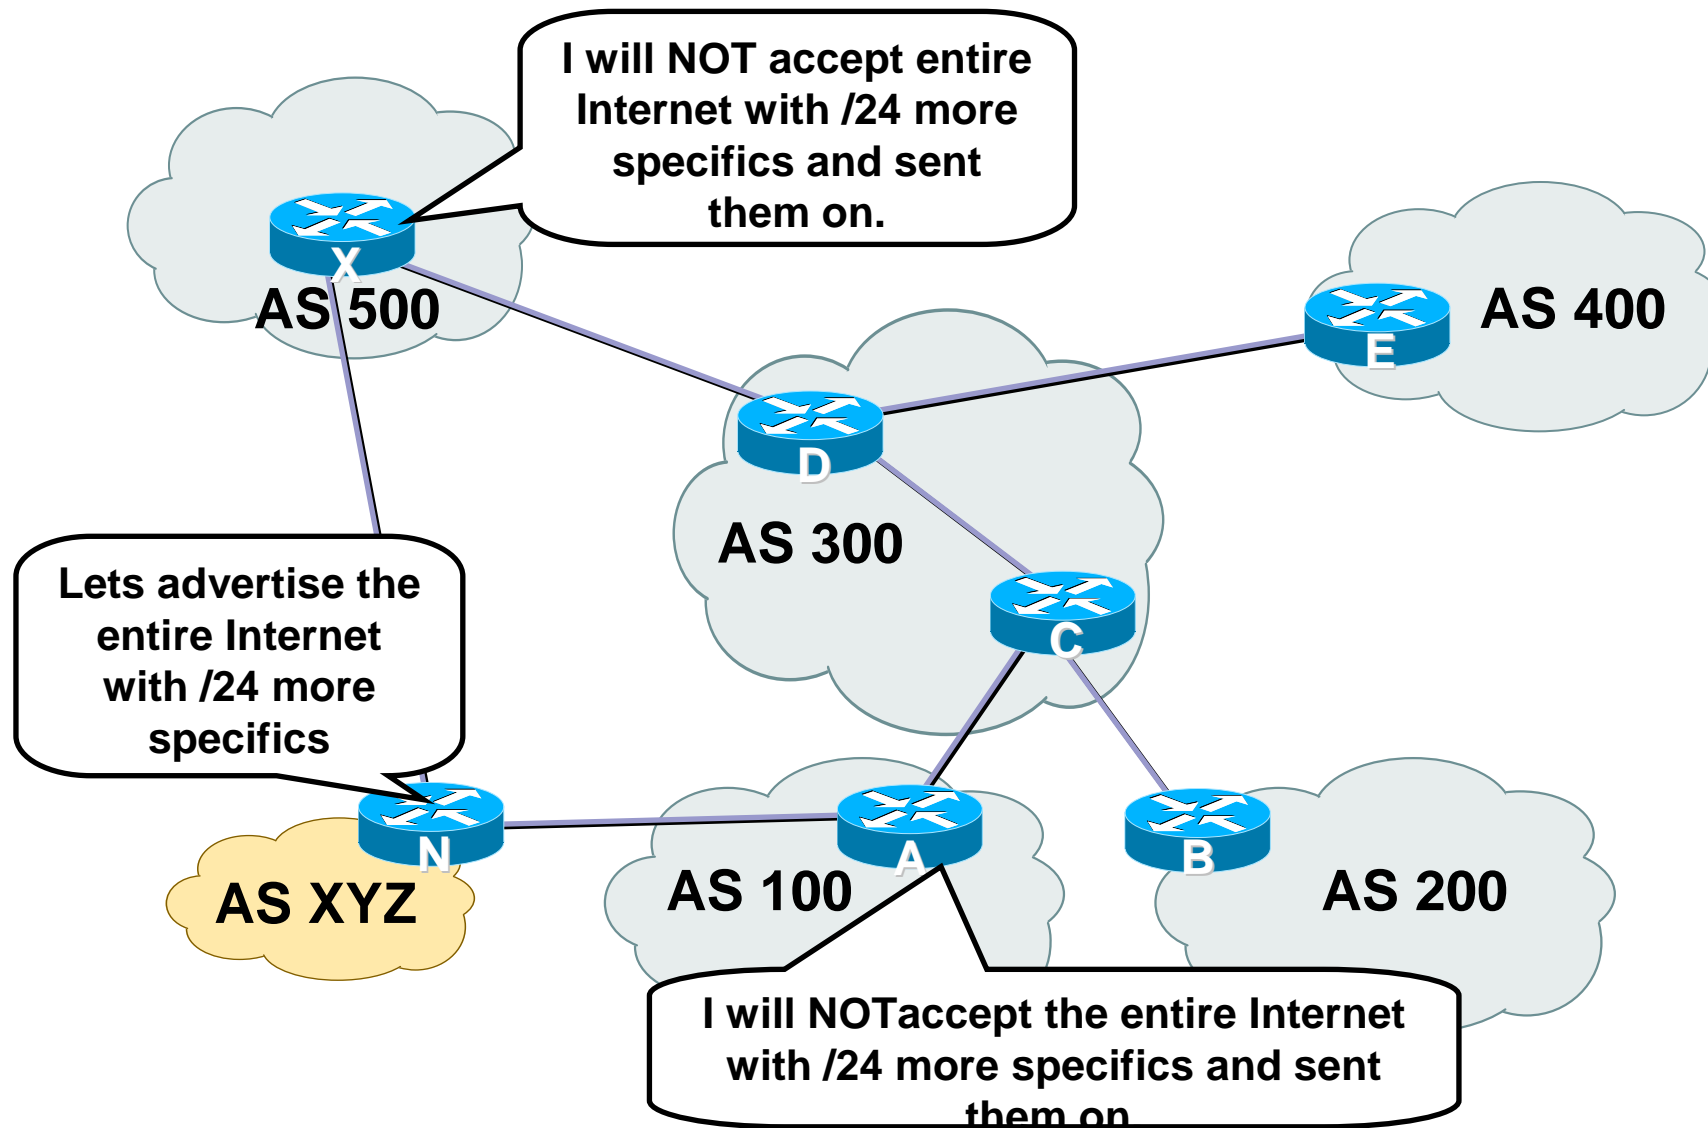 I will NOT accept entire
Internet with /24 more
specifics and sent
them on.
X
AS 500
E
AS 400
D
AS 300
C
Lets advertise the
entire Internet
with /24 more
specifics
N
AS XYZ
A
AS 100
B
AS 200
I will NOTaccept the entire Internet
with /24 more specifics and sent
them on